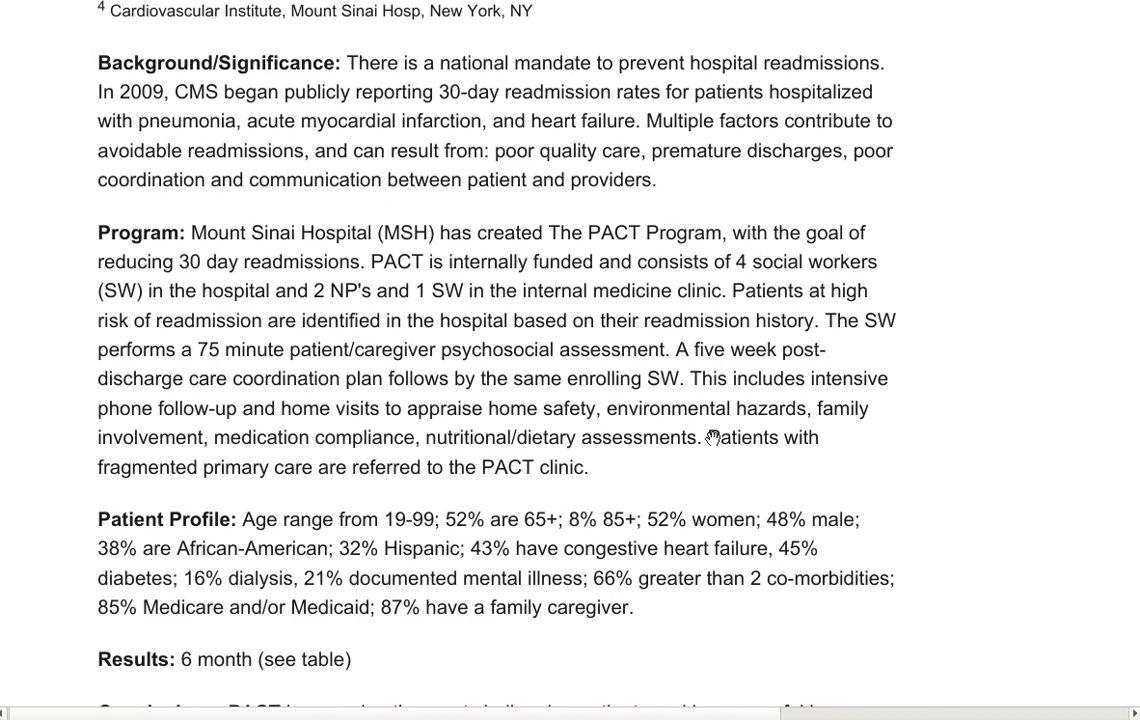 4 Cardiovascular Institute, Mount Sinai Hosp, New York, NY
Background/Significance: There is a national mandate to prevent hospital readmissions.
In 2009, CMS began publicly reporting 30-day readmission rates for patients hospitalized
with pneumonia, acute myocardial infarction, and heart failure. Multiple factors contribute to
avoidable readmissions, and can result from: poor quality care, premature discharges, poor
coordination and communication between patient and providers.
Program: Mount Sinai Hospital (MSH) has created The PACT Program, with the goal of
reducing 30 day readmissions. PACT is internally funded and consists of 4 social workers
(SW) in the hospital and 2 NP's and 1 SW in the internal medicine clinic. Patients at high
risk of readmission are identified in the hospital based on their readmission history. The SW
performs a 75 minute patient/caregiver psychosocial assessment. A five week post-
discharge care coordination plan follows by the same enrolling SW. This includes intensive
phone follow-up and home visits to appraise home safety, environmental hazards, family
involvement, medication compliance, nutritional/dietary assessments. Patients with
fragmented primary care are referred to the PACT clinic.
Patient Profile: Age range from 19-99; 52% are 65+; 8% 85+; 52% women; 48% male;
38% are African-American; 32% Hispanic; 43% have congestive heart failure, 45%
diabetes; 16% dialysis, 21% documented mental illness; 66% greater than 2 co-morbidities;
85% Medicare and/or Medicaid; 87% have a family caregiver.
Results: 6 month (see table)